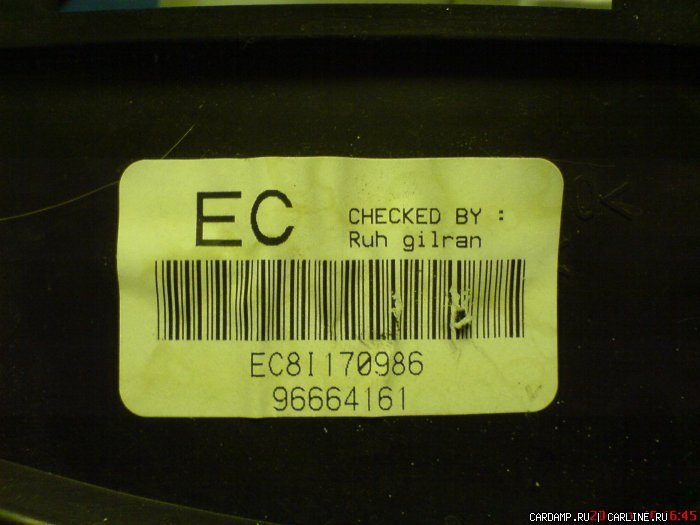 EC
CHECKED BY :
Ruh gilran
EC8I170986
96664161
CARDAMP.RU | CARLINE.RU